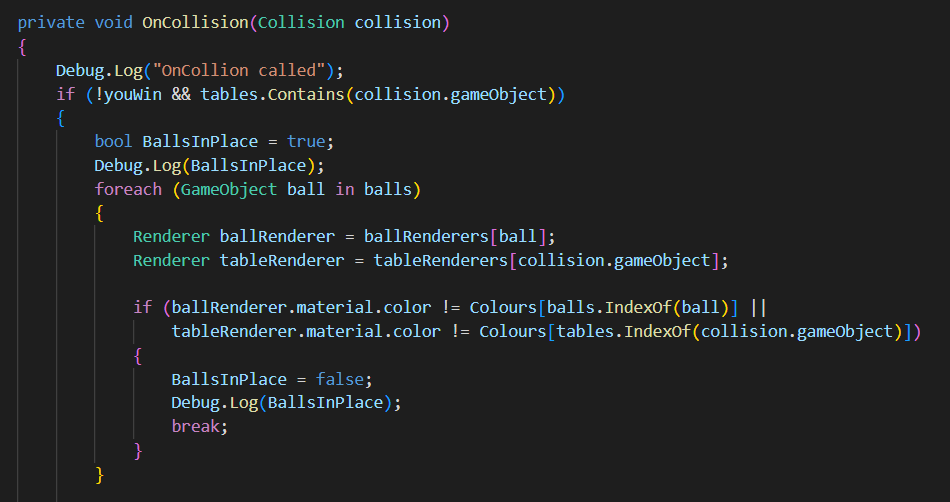 private void OnCollision(Collision collision)
{
    Debug.Log("OnCollion called");
    if (!youWin && tables.Contains(collision.gameObject))
    {
        bool BallsInPlace = true;
        Debug.Log(BallsInPlace);
        foreach (GameObject ball in balls)
        {
            Renderer ballRenderer = ballRenderers[ball];
            Renderer tableRenderer = tableRenderers[collision.gameObject];

            if (ballRenderer.material.color != Colours[balls.IndexOf(ball)] ||
                tableRenderer.material.color != Colours[tables.IndexOf(collision.gameObject)])
            {
                BallsInPlace = false;
                Debug.Log(BallsInPlace);
                break;
            }
        }